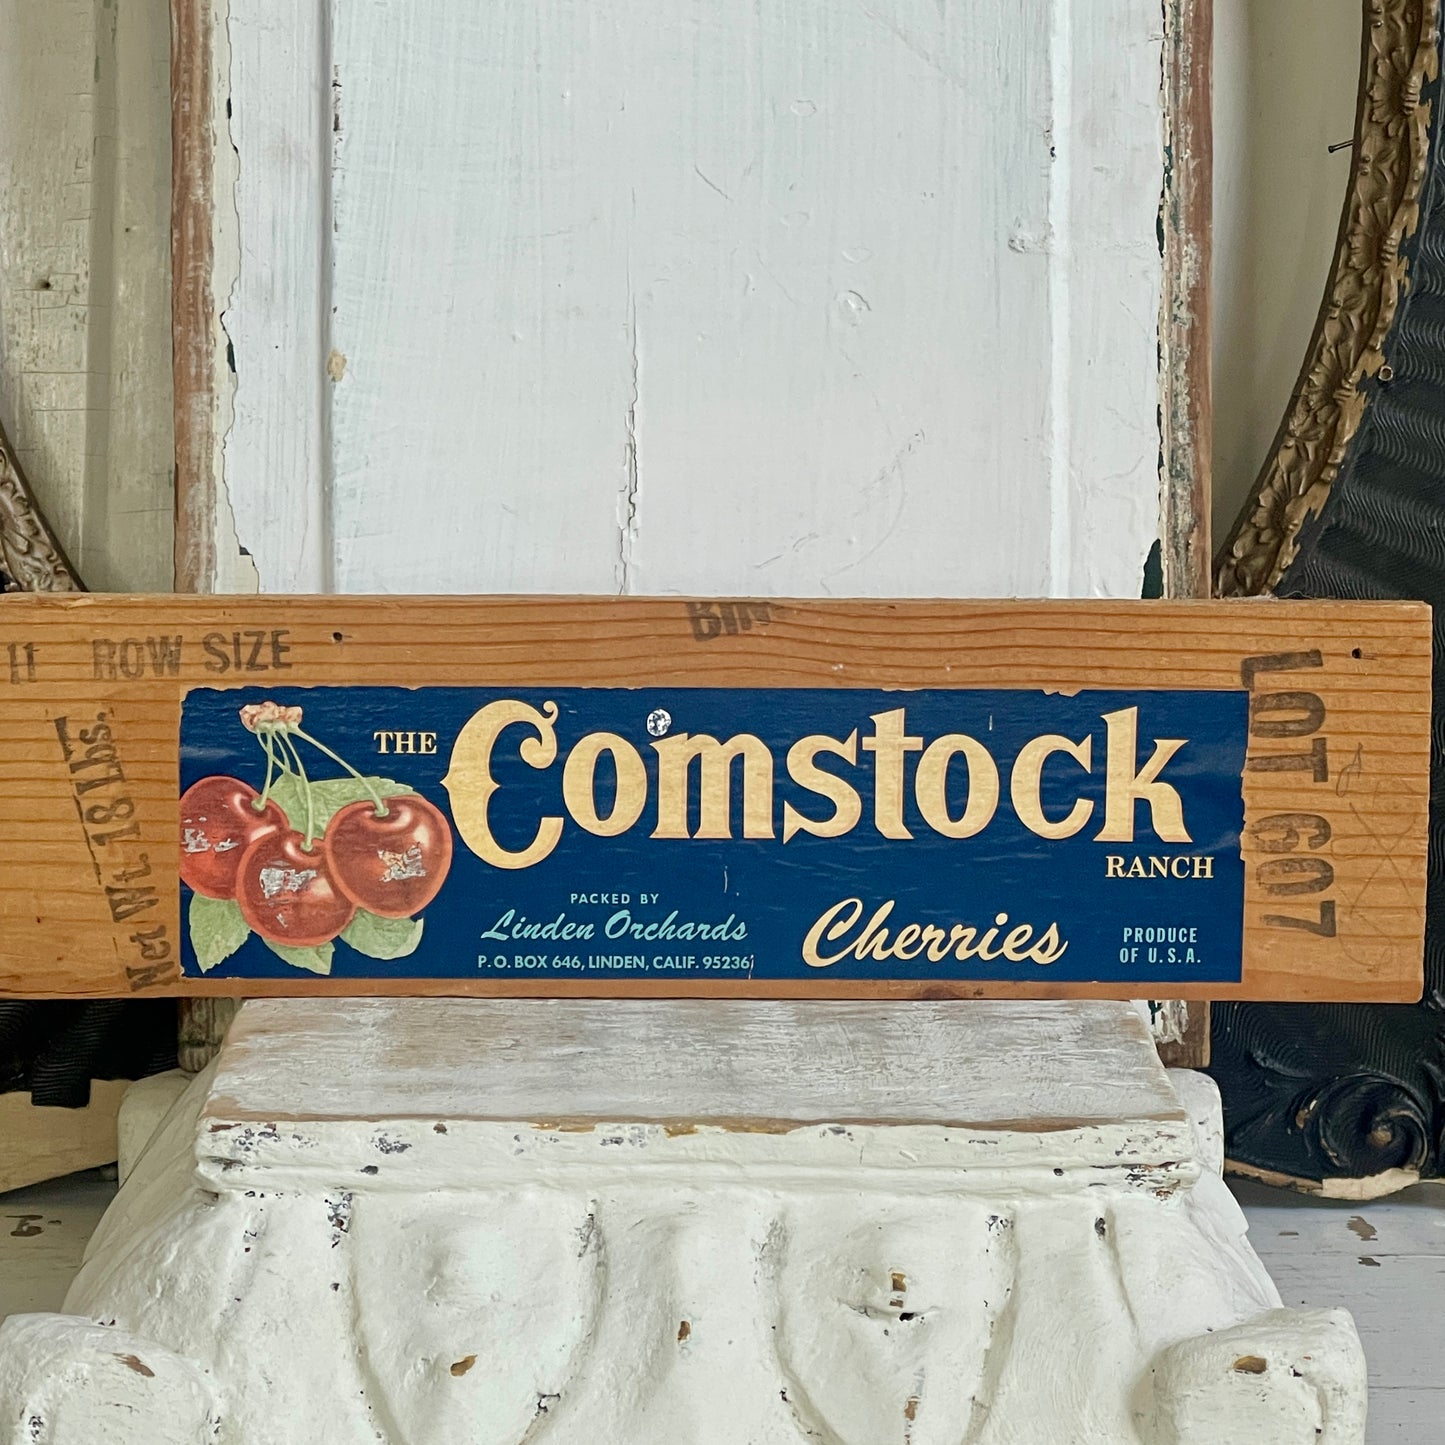 11 ROW SIZE
BIN
Net Wt. 18 Lbs.
THE Comstock
RANCH
PACKED BY
Linden Orchards
P.O. BOX 646, LINDEN, CALIF. 95236
Cherries
PRODUCE
OF U.S.A.
LOT 607